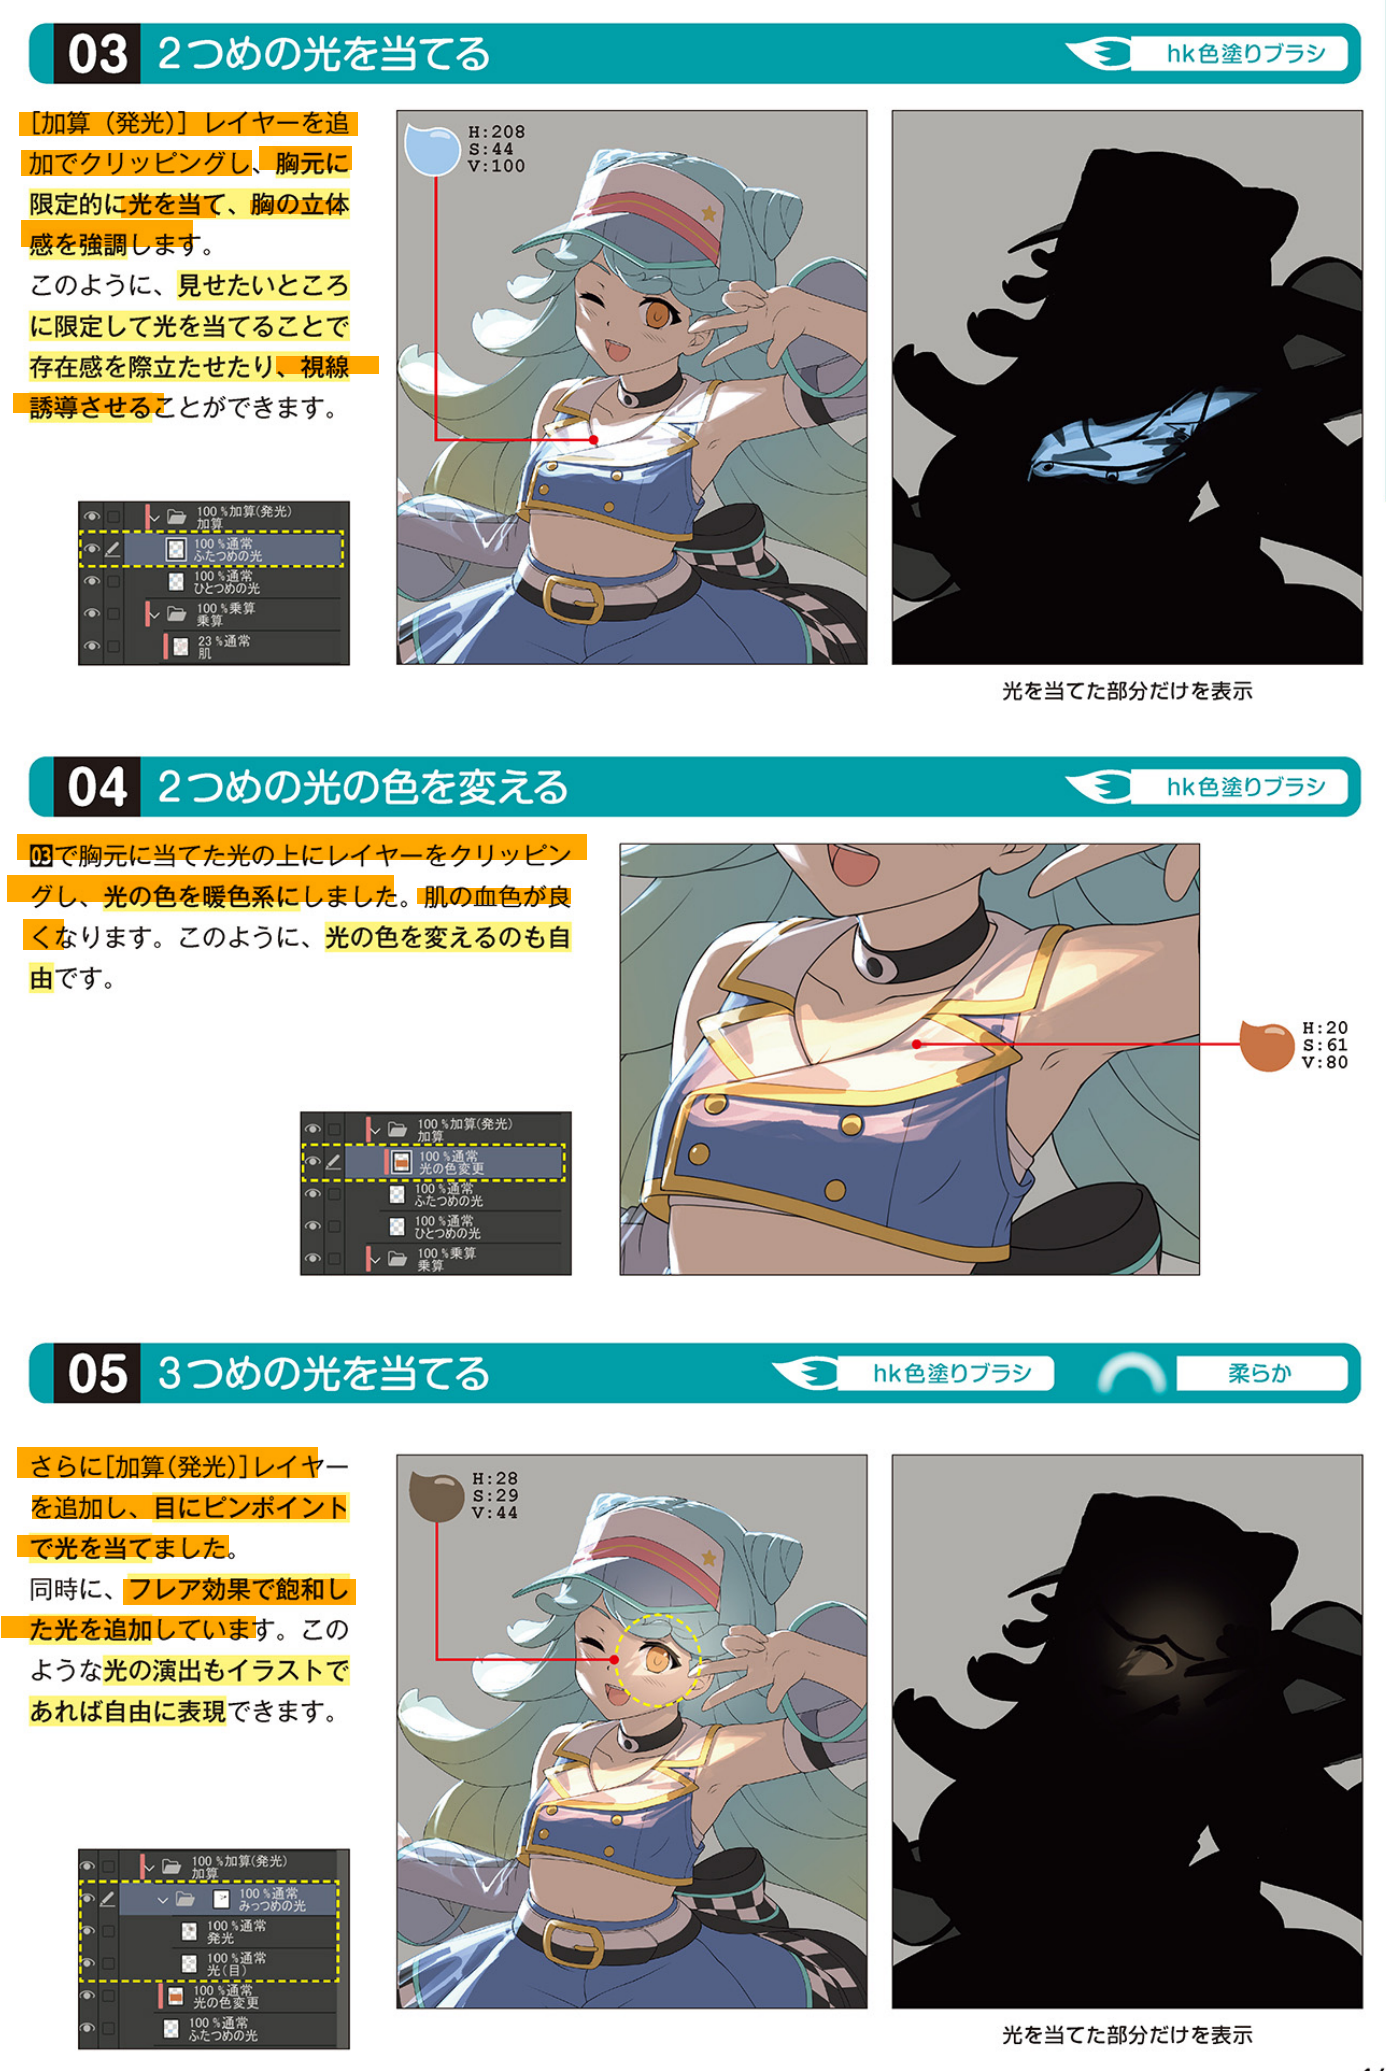 03 2つめの光を当てる
hk色塗りブラシ
［加算（発光）］レイヤーを追
加でクリッピングし、胸元に
限定的に光を当て、胸の立体
感を強調します。
このように、見せたいところ
に限定して光を当てることで
存在感を際立たせたり、視線
誘導させることができます。
100 %加算(発光)
加算
100 %通常
ふたつめの光
100 %通常
ひとつめの光
100 %乗算
乗算
23 %通常
肌
H:208
S:44
V:100
光を当てた部分だけを表示
04 2つめの光の色を変える
hk色塗りブラシ
03で胸元に当てた光の上にレイヤーをクリッピン
グし、光の色を暖色系にしました。肌の血色が良
くなります。このように、光の色を変えるのも自
由です。
100 %加算(発光)
加算
100 %通常
光の色変更
100 %通常
ふたつめの光
100 %通常
ひとつめの光
100 %乗算
乗算
H:20
S:61
V:80
05 3つめの光を当てる
hk色塗りブラシ
柔らか
さらに［加算(発光)］レイヤー
を追加し、目にピンポイント
で光を当てました。
同時に、フレア効果で飽和し
た光を追加しています。この
ような光の演出もイラストで
あれば自由に表現できます。
100 %加算(発光)
加算
100 %通常
みっつめの光
100 %通常
発光
100 %通常
光(目)
100 %通常
光の色変更
100 %通常
ふたつめの光
H:28
S:29
V:44
光を当てた部分だけを表示